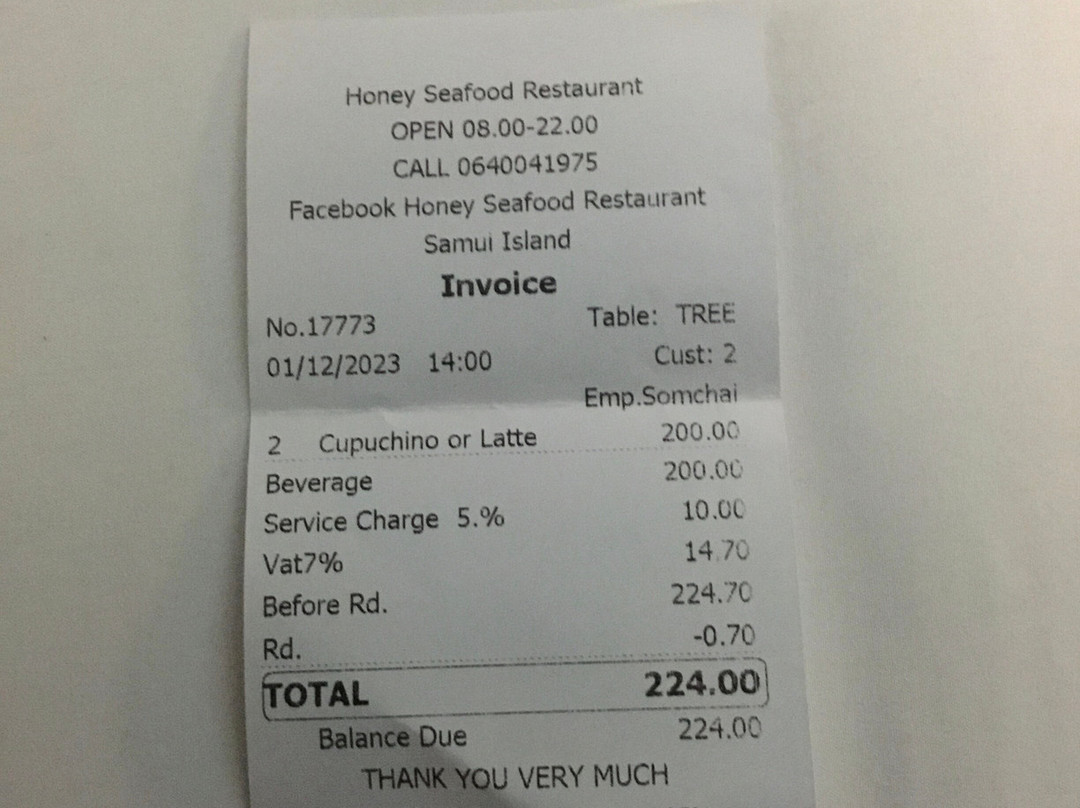 Honey Seafood Restaurant
OPEN 08.00-22.00
CALL 0640041975
Facebook Honey Seafood Restaurant
Samui Island
Invoice
No.17773 Table: TREE
01/12/2023 14:00 Cust: 2
Emp.Somchai
2 Cupuchino or Latte 200.00
Beverage 200.00
Service Charge 5.% 10.00
Vat7% 14.70
Before Rd. 224.70
Rd. -0.70
TOTAL 224.00
Balance Due 224.00
THANK YOU VERY MUCH